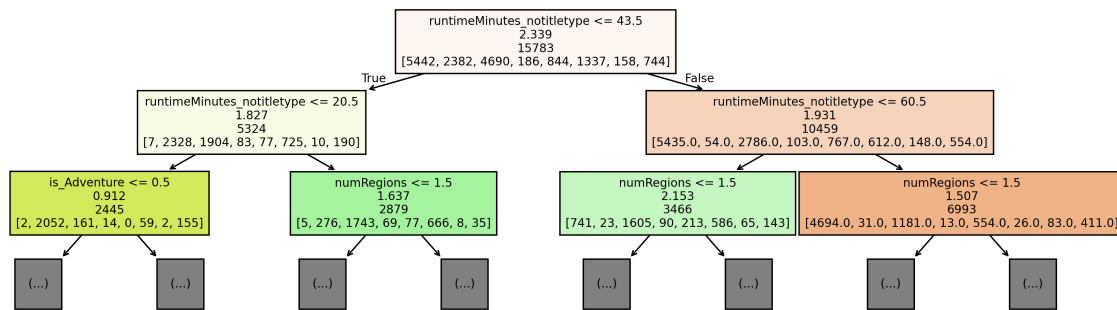 runtimeMinutes_notitletype <= 43.5
2.339
15783
[5442, 2382, 4690, 186, 844, 1337, 158, 744]
True
False
runtimeMinutes_notitletype <= 20.5
1.827
5324
[7, 2328, 1904, 83, 77, 725, 10, 190]
runtimeMinutes_notitletype <= 60.5
1.931
10459
[5435.0, 54.0, 2786.0, 103.0, 767.0, 612.0, 148.0, 554.0]
is_Adventure <= 0.5
0.912
2445
[2, 2052, 161, 14, 0, 59, 2, 155]
numRegions <= 1.5
1.637
2879
[5, 276, 1743, 69, 77, 666, 8, 35]
numRegions <= 1.5
2.153
3466
[741, 23, 1605, 90, 213, 586, 65, 143]
numRegions <= 1.5
1.507
6993
[4694.0, 31.0, 1181.0, 13.0, 554.0, 26.0, 83.0, 411.0]
(...)
(...)
(...)
(...)
(...)
(...)
(...)
(...)